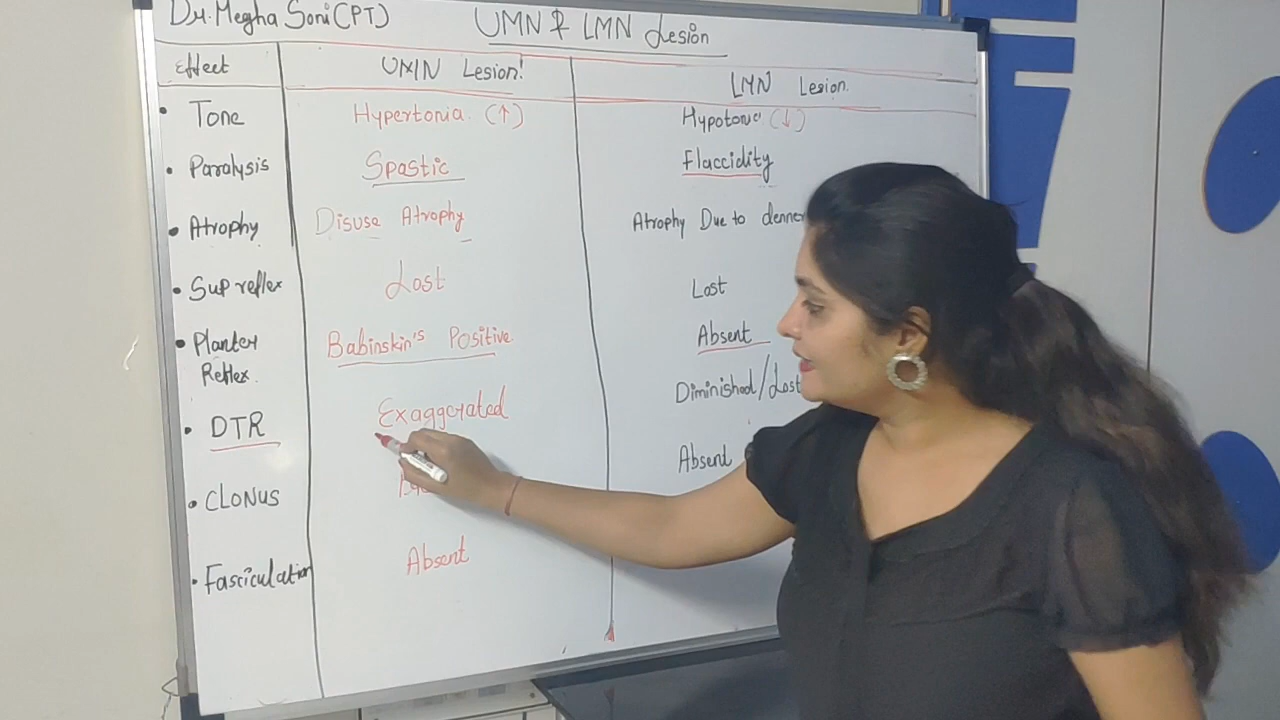 Dr. Megha Soni (PT)
UMN & LMN Lesion
Effect UMN Lesion! LMN Lesion.
• Tone Hypertonia (↑) Hypotonic (↓)
• Paralysis Spastic Flaccidity
• Atrophy Disuse Atrophy Atrophy Due to denner
• Sup reflex Lost Lost
• Planter Babinskin's Positive Absent
Reflex.
• DTR Exaggerated Diminished/Lost
• CLONUS Absent
• Fasciculation Absent